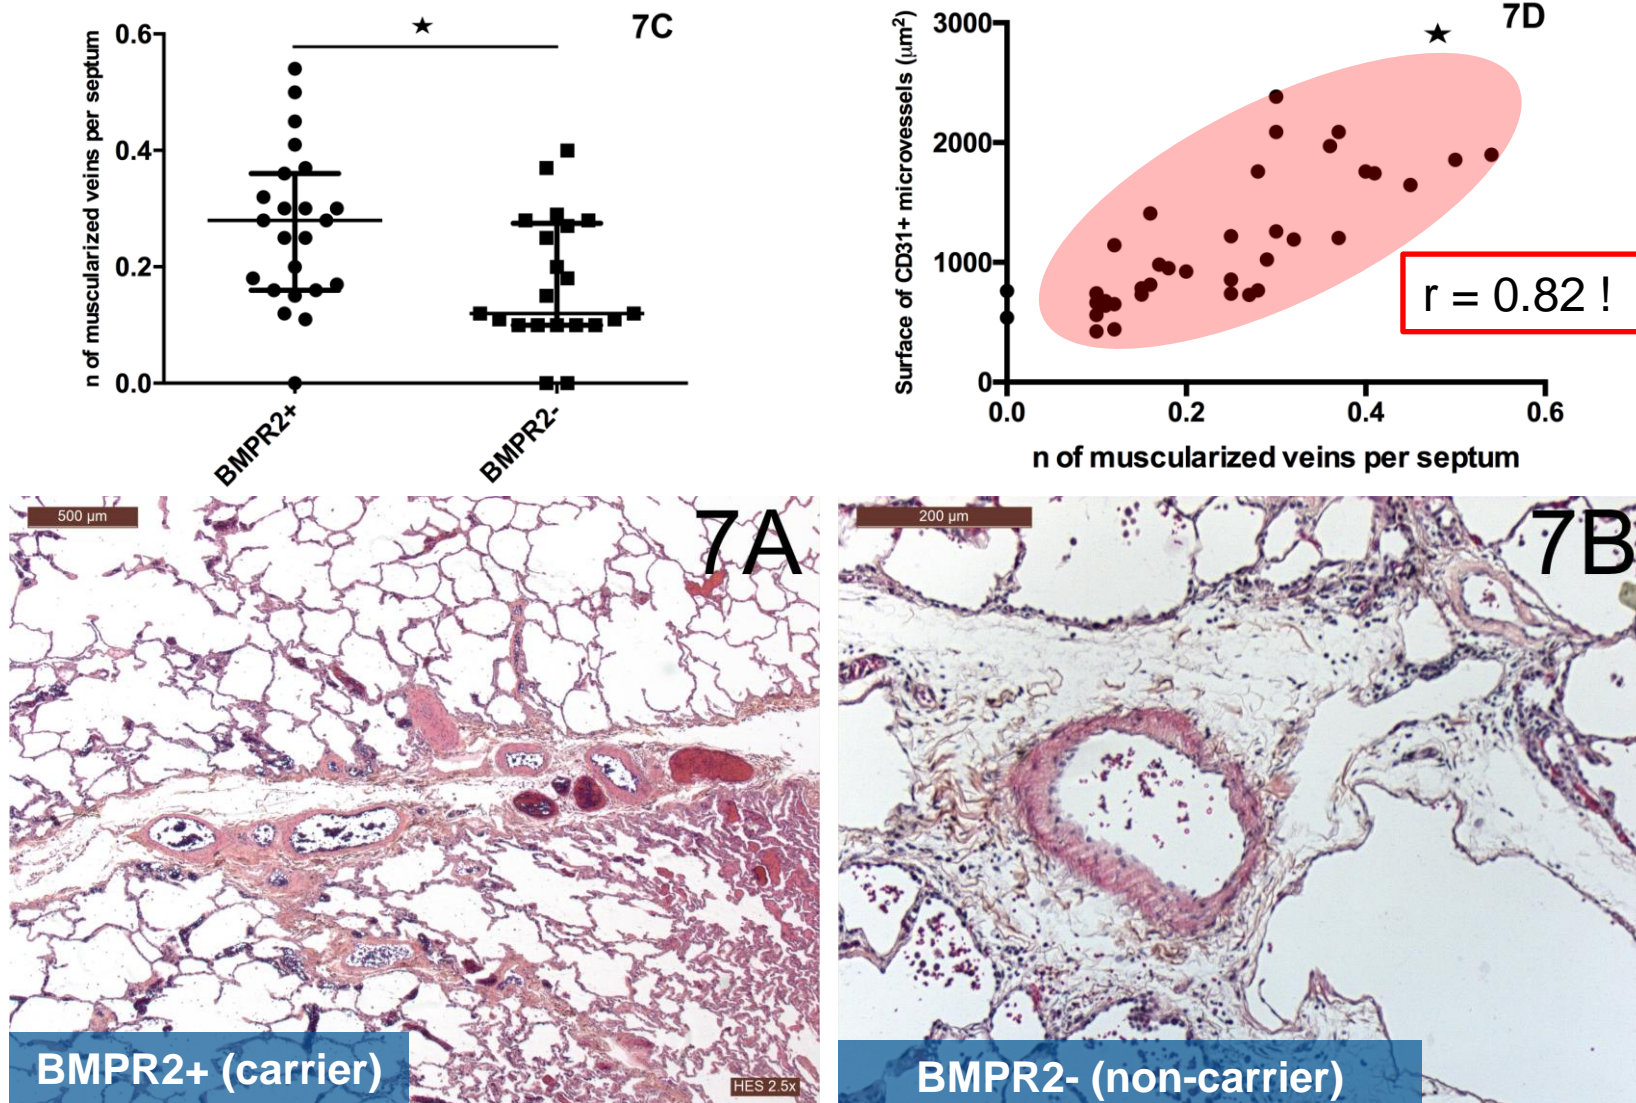 7C
n of muscularized veins per septum
0.6
0.4
0.2
0.0
★
BMPR2+
BMPR2-
7D
Surface of CD31+ microvessels (μm²)
3000
2000
1000
0
★
r = 0.82 !
0.0 0.2 0.4 0.6
n of muscularized veins per septum
500 µm
7A
BMPR2+ (carrier)
HES 2.5x
200 µm
7B
BMPR2- (non-carrier)